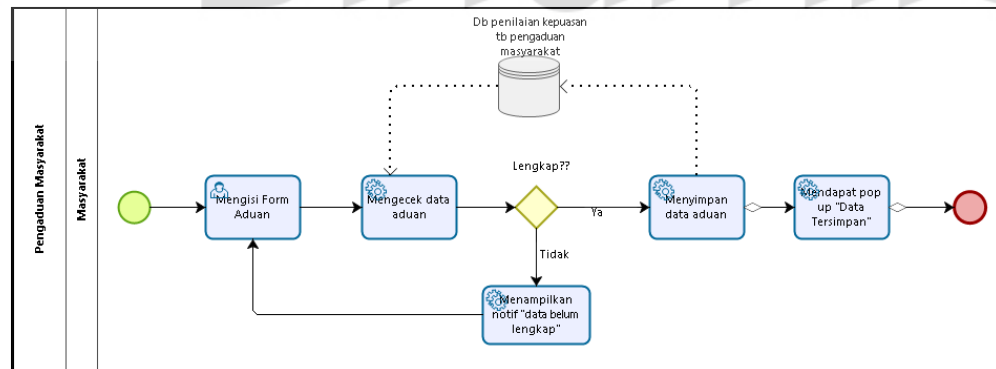 Db penilaian kepuasan
tb pengaduan
masyarakat
Pengaduan Masyarakat
Masyarakat
Mengisi Form
Aduan
Mengecek data
aduan
Lengkap??
Ya
Tidak
Menyimpan
data aduan
Mendapat pop
up "Data
Tersimpan"
Menampilkan
notif "data belum
lengkap"